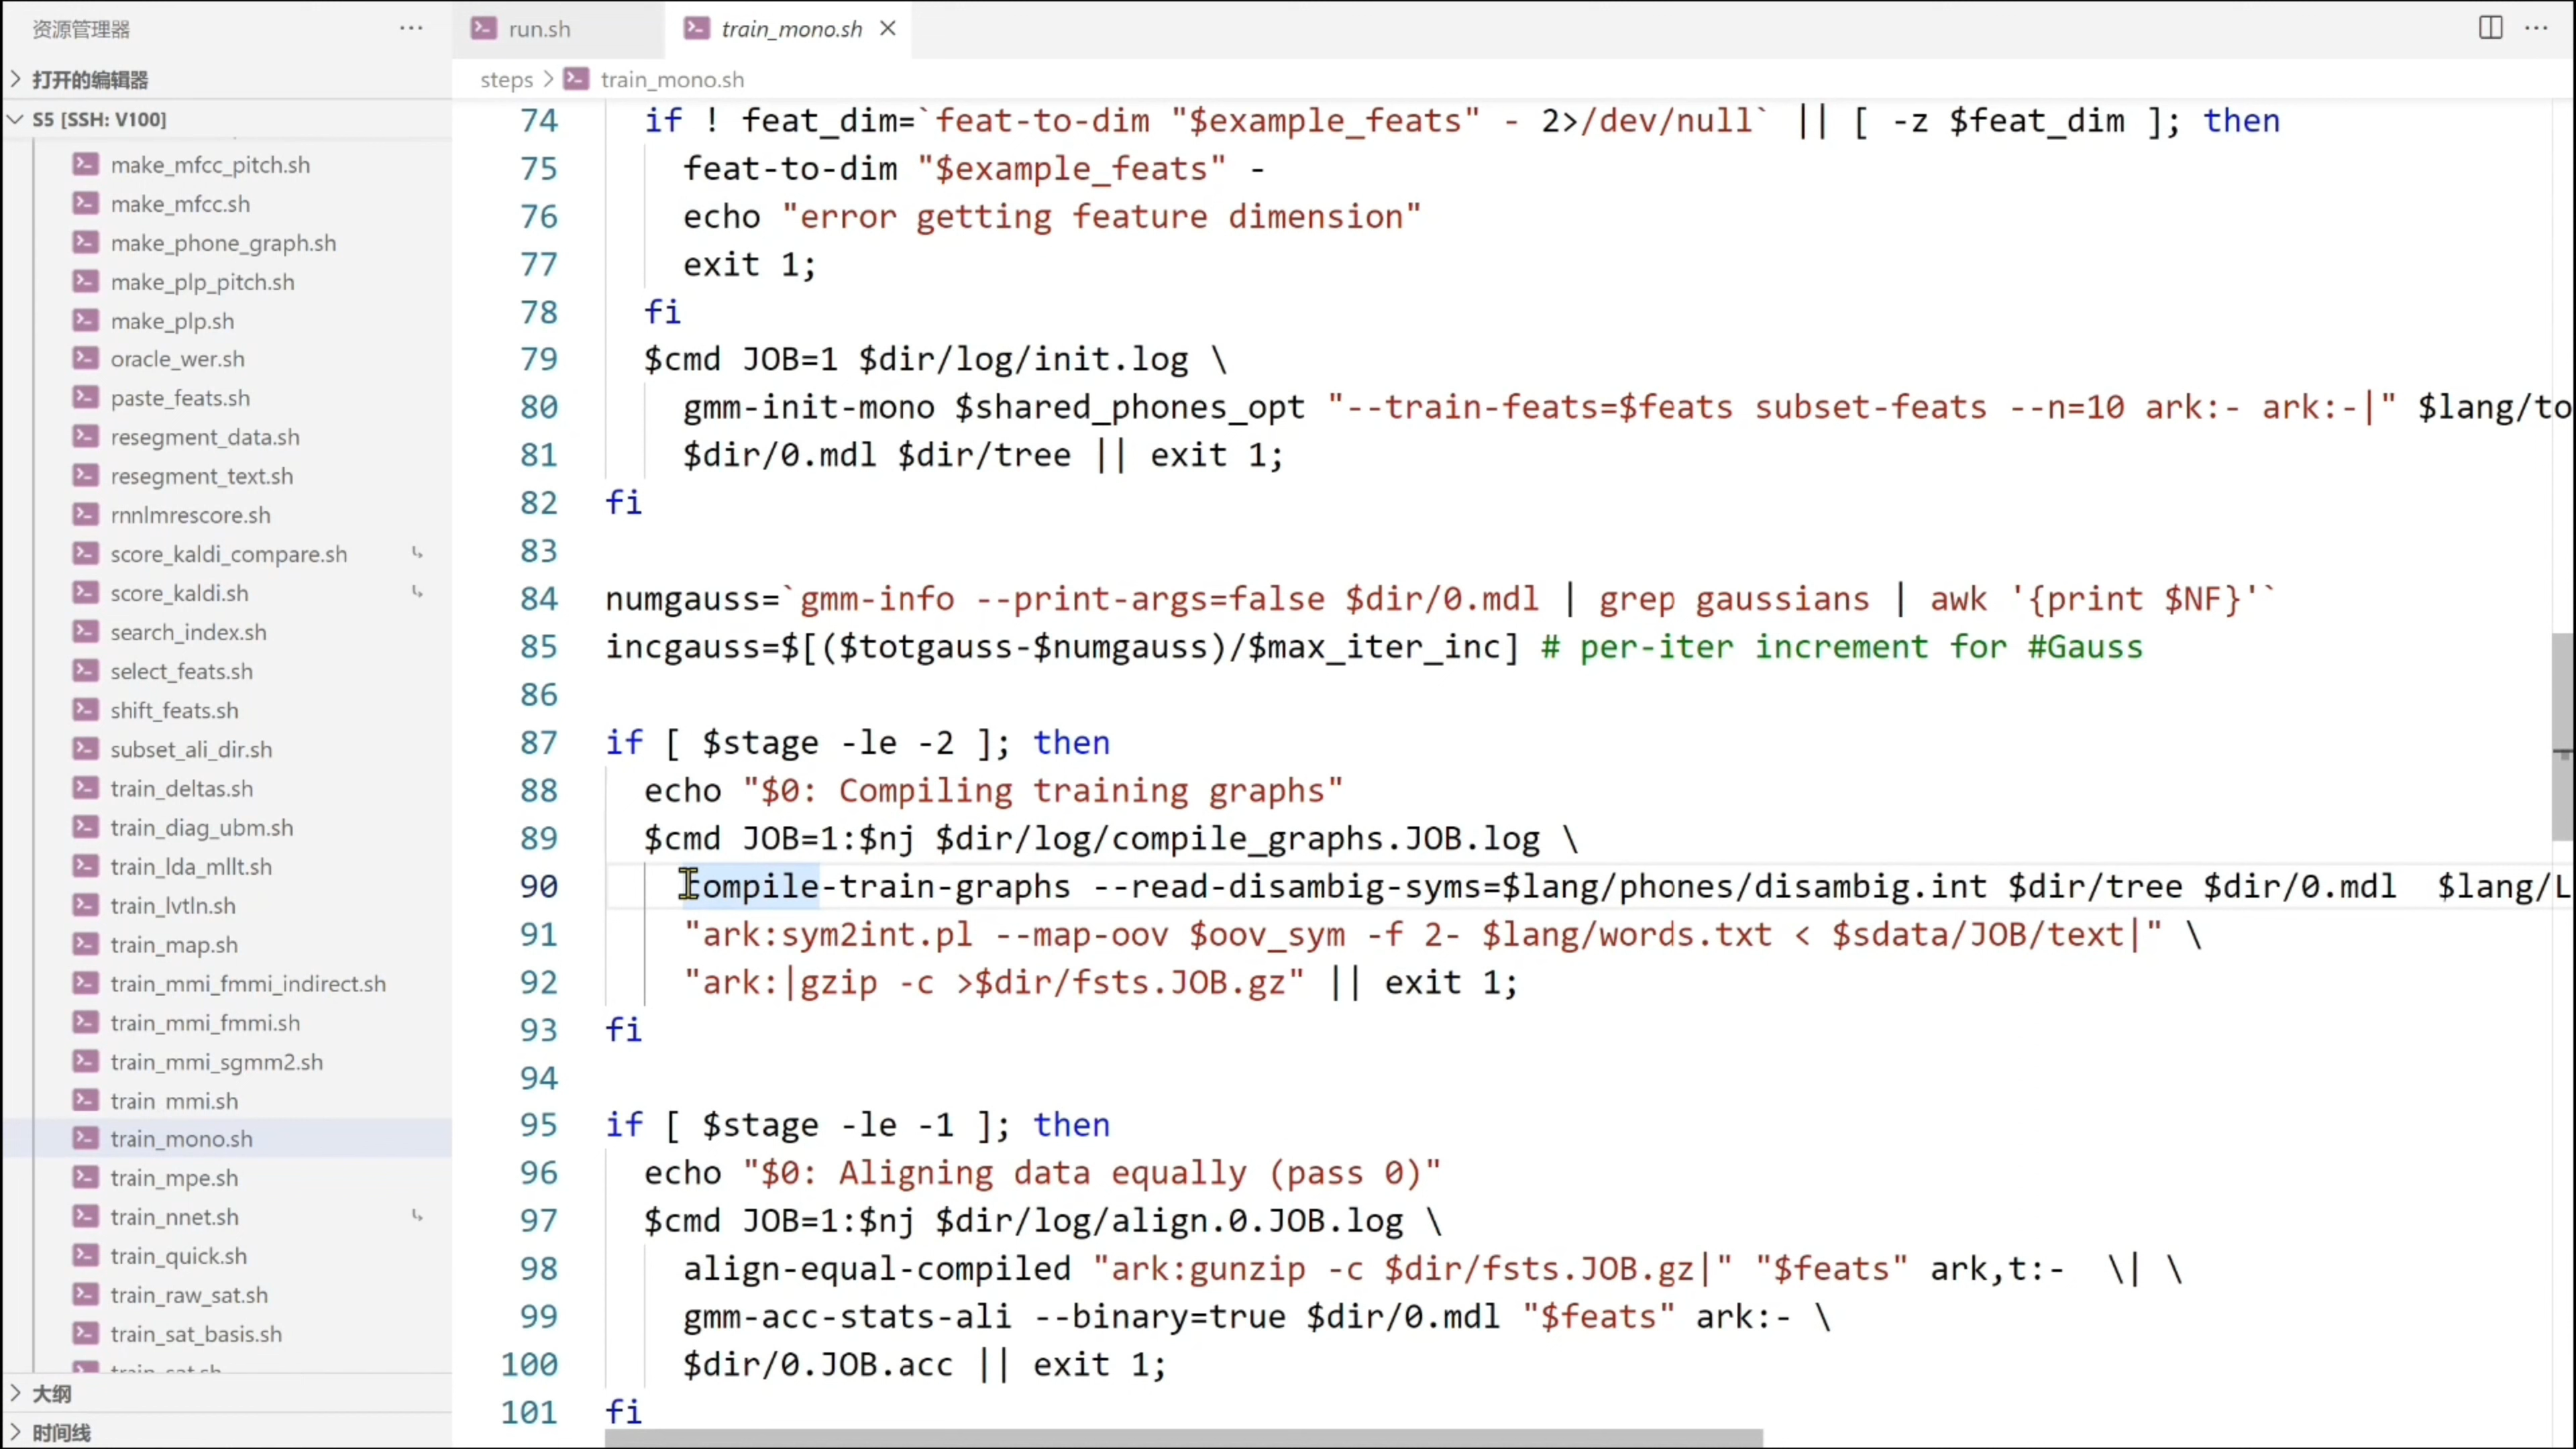 资源管理器
打开的编辑器
S5 [SSH: V100]
make_mfcc_pitch.sh
make_mfcc.sh
make_phone_graph.sh
make_plp_pitch.sh
make_plp.sh
oracle_wer.sh
paste_feats.sh
resegment_data.sh
resegment_text.sh
rnnlmrescore.sh
score_kaldi_compare.sh
score_kaldi.sh
search_index.sh
select_feats.sh
shift_feats.sh
subset_ali_dir.sh
train_deltas.sh
train_diag_ubm.sh
train_lda_mllt.sh
train_lvtln.sh
train_map.sh
train_mmi_fmmi_indirect.sh
train_mmi_fmmi.sh
train_mmi_sgmm2.sh
train_mmi.sh
train_mono.sh
train_mpe.sh
train_nnet.sh
train_quick.sh
train_raw_sat.sh
train_sat_basis.sh
train_sat.sh
大纲
时间线
run.sh
train_mono.sh
steps > train_mono.sh
74 if ! feat_dim=`feat-to-dim "$example_feats" - 2>/dev/null` || [ -z $feat_dim ]; then
75 feat-to-dim "$example_feats" -
76 echo "error getting feature dimension"
77 exit 1;
78 fi
79 $cmd JOB=1 $dir/log/init.log \
80 gmm-init-mono $shared_phones_opt "--train-feats=$feats subset-feats --n=10 ark:- ark:-|" $lang/to
81 $dir/0.mdl $dir/tree || exit 1;
82 fi
83
84 numgauss=`gmm-info --print-args=false $dir/0.mdl | grep gaussians | awk '{print $NF}'`
85 incgauss=$[($totgauss-$numgauss)/$max_iter_inc] # per-iter increment for #Gauss
86
87 if [ $stage -le -2 ]; then
88 echo "$0: Compiling training graphs"
89 $cmd JOB=1:$nj $dir/log/compile_graphs.JOB.log \
90 compile-train-graphs --read-disambig-syms=$lang/phones/disambig.int $dir/tree $dir/0.mdl  $lang/L
91 "ark:sym2int.pl --map-oov $oov_sym -f 2- $lang/words.txt < $sdata/JOB/text|" \
92 "ark:|gzip -c >$dir/fsts.JOB.gz" || exit 1;
93 fi
94
95 if [ $stage -le -1 ]; then
96 echo "$0: Aligning data equally (pass 0)"
97 $cmd JOB=1:$nj $dir/log/align.0.JOB.log \
98 align-equal-compiled "ark:gunzip -c $dir/fsts.JOB.gz|" "$feats" ark,t:-  \| \
99 gmm-acc-stats-ali --binary=true $dir/0.mdl "$feats" ark:- \
100 $dir/0.JOB.acc || exit 1;
101 fi